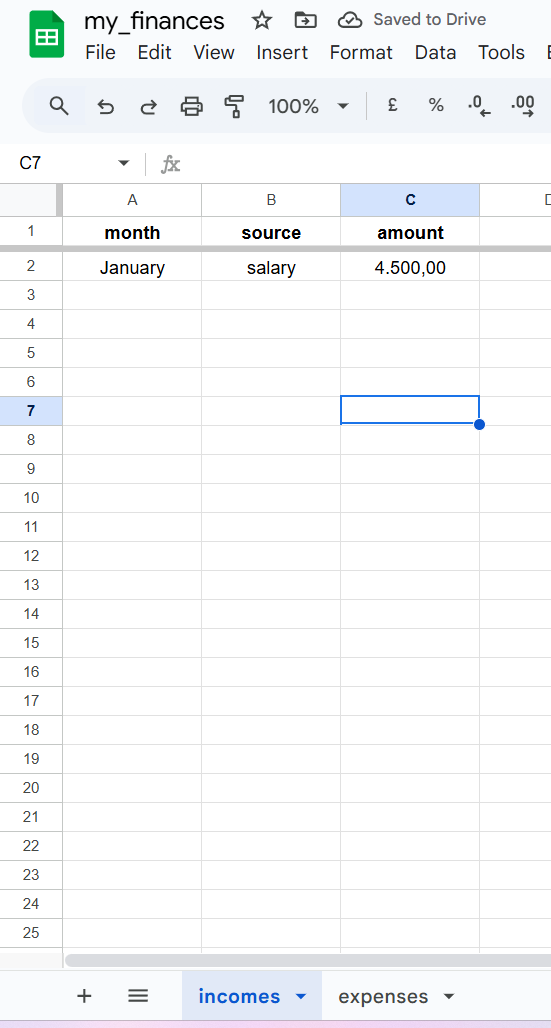 my_finances Saved to Drive
File Edit View Insert Format Data Tools
100% £ % .0 .00
C7 fx
A B C
1 month source amount
2 January salary 4.500,00
3
4
5
6
7
8
9
10
11
12
13
14
15
16
17
18
19
20
21
22
23
24
25
+ incomes expenses